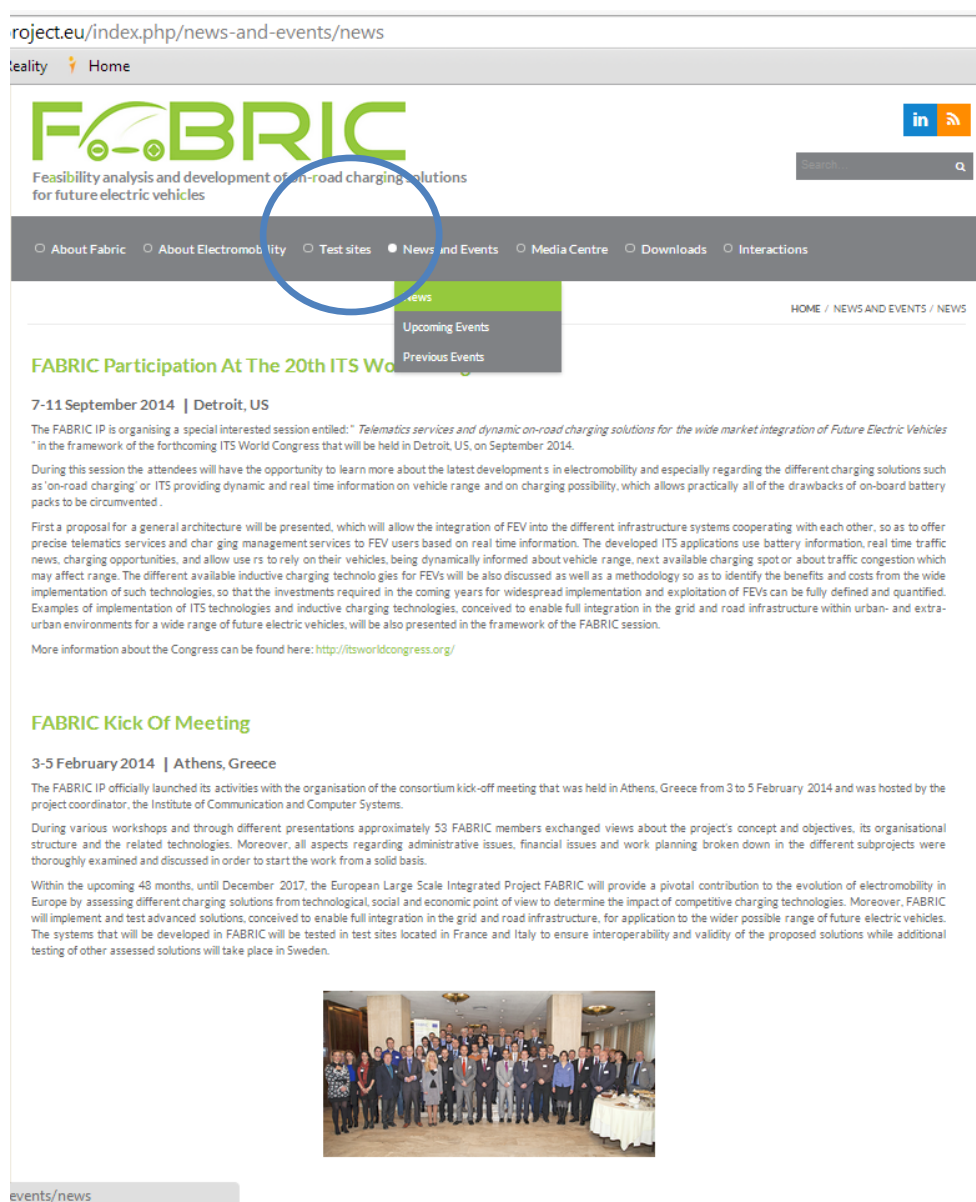 roject.eu/index.php/news-and-events/news
Reality Home
FABRIC
in
Feasibility analysis and development of on-road charging solutions
for future electric vehicles
Search...
About Fabric About Electromobility Test sites News and Events Media Centre Downloads Interactions
News
Upcoming Events
Previous Events
HOME / NEWS AND EVENTS / NEWS
FABRIC Participation At The 20th ITS Wo
7-11 September 2014 | Detroit, US
The FABRIC IP is organising a special interested session entiled: " Telematics services and dynamic on-road charging solutions for the wide market integration of Future Electric Vehicles
" in the framework of the forthcoming ITS World Congress that will be held in Detroit, US, on September 2014.
During this session the attendees will have the opportunity to learn more about the latest development s in electromobility and especially regarding the different charging solutions such
as 'on-road charging' or ITS providing dynamic and real time information on vehicle range and on charging possibility, which allows practically all of the drawbacks of on-board battery
packs to be circumvented .
First a proposal for a general architecture will be presented, which will allow the integration of FEV into the different infrastructure systems cooperating with each other, so as to offer
precise telematics services and char ging management services to FEV users based on real time information. The developed ITS applications use battery information, real time traffic
news, charging opportunities, and allow use rs to rely on their vehicles, being dynamically informed about vehicle range, next available charging spot or about traffic congestion which
may affect range. The different available inductive charging technolo gies for FEVs will be also discussed as well as a methodology so as to identify the benefits and costs from the wide
implementation of such technologies, so that the investments required in the coming years for widespread implementation and exploitation of FEVs can be fully defined and quantified.
Examples of implementation of ITS technologies and inductive charging technologies, conceived to enable full integration in the grid and road infrastructure within urban- and extra-
urban environments for a wide range of future electric vehicles, will be also presented in the framework of the FABRIC session.
More information about the Congress can be found here: http://itsworldcongress.org/
FABRIC Kick Of Meeting
3-5 February 2014 | Athens, Greece
The FABRIC IP officially launched its activities with the organisation of the consortium kick-off meeting that was held in Athens, Greece from 3 to 5 February 2014 and was hosted by the
project coordinator, the Institute of Communication and Computer Systems.
During various workshops and through different presentations approximately 53 FABRIC members exchanged views about the project's concept and objectives, its organisational
structure and the related technologies. Moreover, all aspects regarding administrative issues, financial issues and work planning broken down in the different subprojects were
thoroughly examined and discussed in order to start the work from a solid basis.
Within the upcoming 48 months, until December 2017, the European Large Scale Integrated Project FABRIC will provide a pivotal contribution to the evolution of electromobility in
Europe by assessing different charging solutions from technological, social and economic point of view to determine the impact of competitive charging technologies. Moreover, FABRIC
will implement and test advanced solutions, conceived to enable full integration in the grid and road infrastructure, for application to the wider possible range of future electric vehicles.
The systems that will be developed in FABRIC will be tested in test sites located in France and Italy to ensure interoperability and validity of the proposed solutions while additional
testing of other assessed solutions will take place in Sweden.
events/news